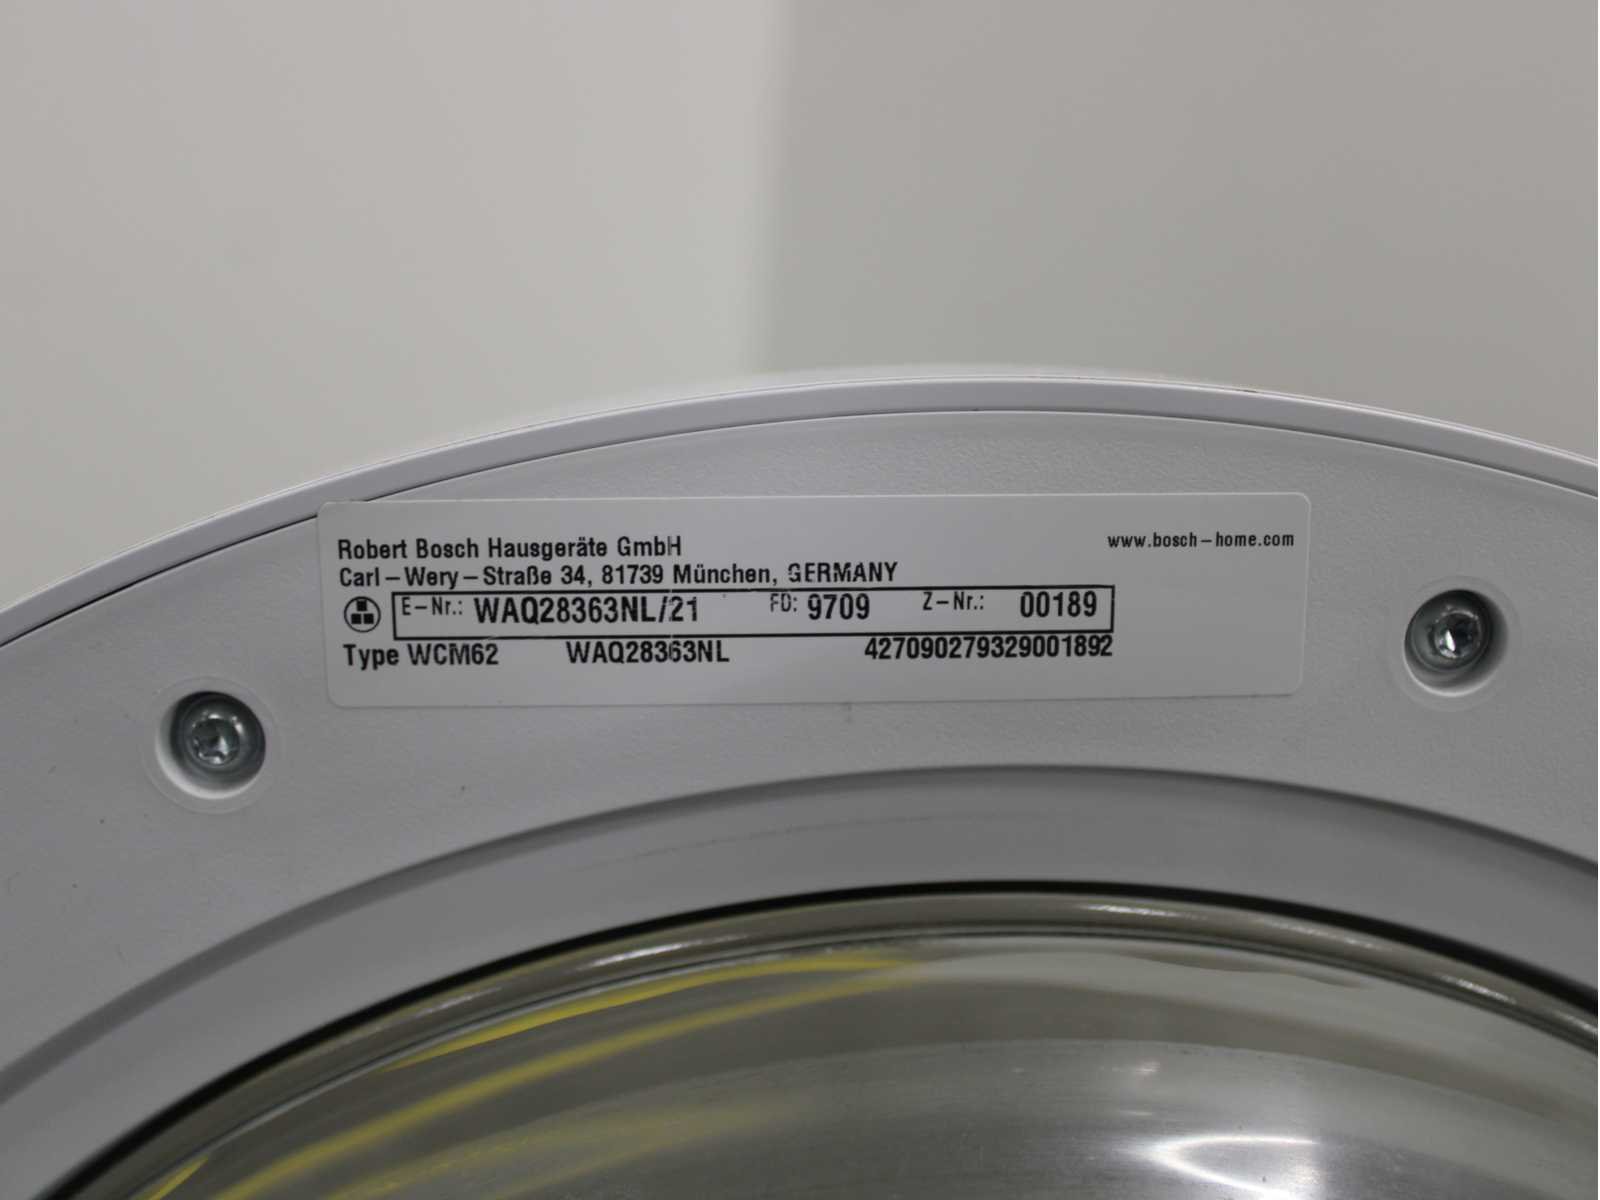 Robert Bosch Hausgeräte GmbH
www.bosch-home.com
Carl-Wery-Straße 34, 81739 München, GERMANY
E-Nr.: WAQ28363NL/21 FD: 9709 Z-Nr.: 00189
Type WCM62 WAQ28363NL 427090279329001892